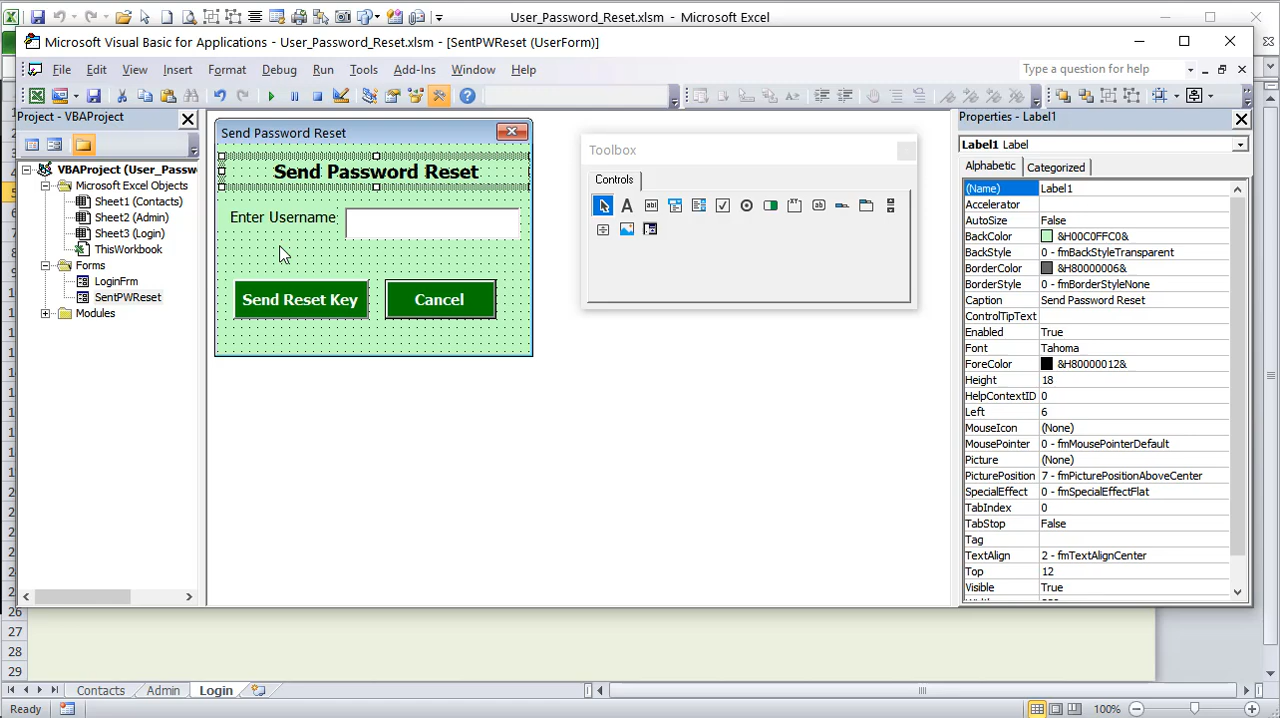 User_Password_Reset.xlsm - Microsoft Excel
Microsoft Visual Basic for Applications - User_Password_Reset.xlsm - [SentPWReset (UserForm)]
File Edit View Insert Format Debug Run Tools Add-Ins Window Help
Type a question for help
Project - VBAProject
VBAProject (User_Passw
Microsoft Excel Objects
Sheet1 (Contacts)
Sheet2 (Admin)
Sheet3 (Login)
ThisWorkbook
Forms
LoginFrm
SentPWReset
Modules
Send Password Reset
Send Password Reset
Enter Username:
Send Reset Key
Cancel
Toolbox
Controls
Properties - Label1
Label1 Label
Alphabetic Categorized
(Name) Label1
Accelerator
AutoSize False
BackColor &H00C0FFC0&
BackStyle 0 - fmBackStyleTransparent
BorderColor &H80000006&
BorderStyle 0 - fmBorderStyleNone
Caption Send Password Reset
ControlTipText
Enabled True
Font Tahoma
ForeColor &H80000012&
Height 18
HelpContextID 0
Left 6
MouseIcon (None)
MousePointer 0 - fmMousePointerDefault
Picture (None)
PicturePosition 7 - fmPicturePositionAboveCenter
SpecialEffect 0 - fmSpecialEffectFlat
TabIndex 0
TabStop False
Tag
TextAlign 2 - fmTextAlignCenter
Top 12
Visible True
26
27
28
29
Contacts Admin Login
Ready
100%